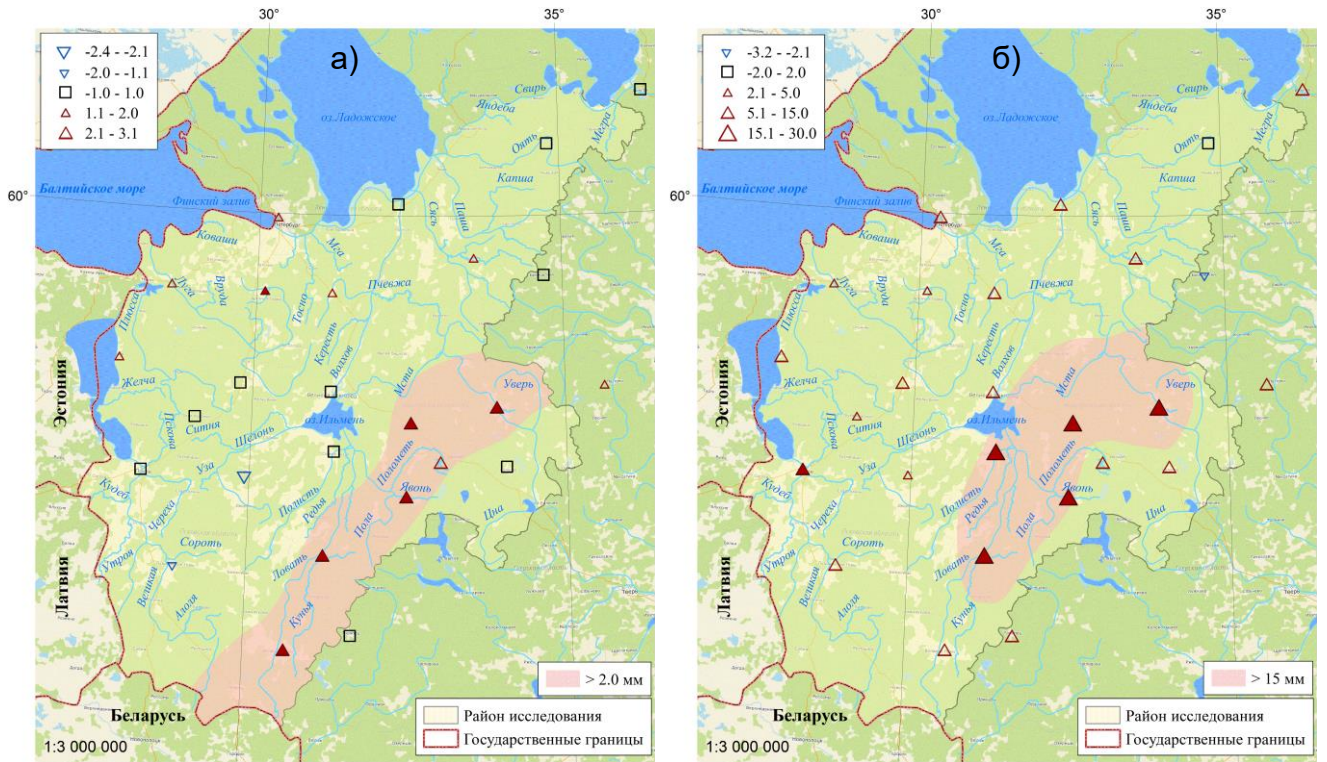 30°
35°
30°
35°
60°
60°
а)
-2.4 - -2.1
-2.0 - -1.1
-1.0 - 1.0
1.1 - 2.0
2.1 - 3.1
оз.Ладожское
Свирь
Яндеба
Мегра
Оять
Капша
Балтийское море
Финский залив
Сясь
Паша
Коваши
Мга
Луга
Вруда
Тосно
Пчевжа
Плюсса
Кересть
Волхов
Эстония
Желча
Мста
Уверь
Пскова
Ситня
оз.Ильмень
Шелонь
Уза
Полометь
Кудеб
Полисть
Редья
Явонь
Череха
Пола
Цна
Утроя
Сороть
Ловать
Латвия
Великая
Алоля
Кунья
> 2.0 мм
Беларусь
Район исследования
Государственные границы
1:3 000 000
б)
-3.2 - -2.1
-2.0 - 2.0
2.1 - 5.0
5.1 - 15.0
15.1 - 30.0
оз.Ладожское
Свирь
Яндеба
Мегра
Оять
Капша
Балтийское море
Финский залив
Сясь
Паша
Коваши
Мга
Луга
Вруда
Тосно
Пчевжа
Плюсса
Кересть
Волхов
Эстония
Желча
Мста
Уверь
Пскова
Ситня
оз.Ильмень
Шелонь
Уза
Полометь
Кудеб
Полисть
Редья
Явонь
Череха
Пола
Цна
Утроя
Сороть
Ловать
Латвия
Великая
Алоля
Кунья
> 15 мм
Беларусь
Район исследования
Государственные границы
1:3 000 000